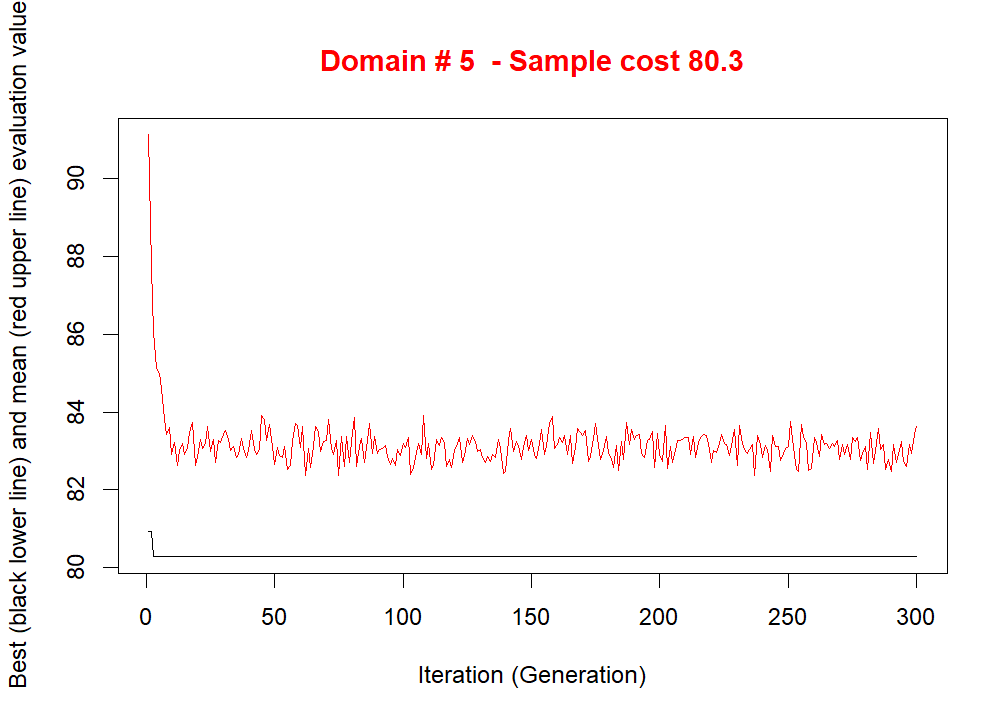 Domain # 5  - Sample cost 80.3
Best (black lower line) and mean (red upper line) evaluation value
90
88
86
84
82
80
0 50 100 150 200 250 300
Iteration (Generation)